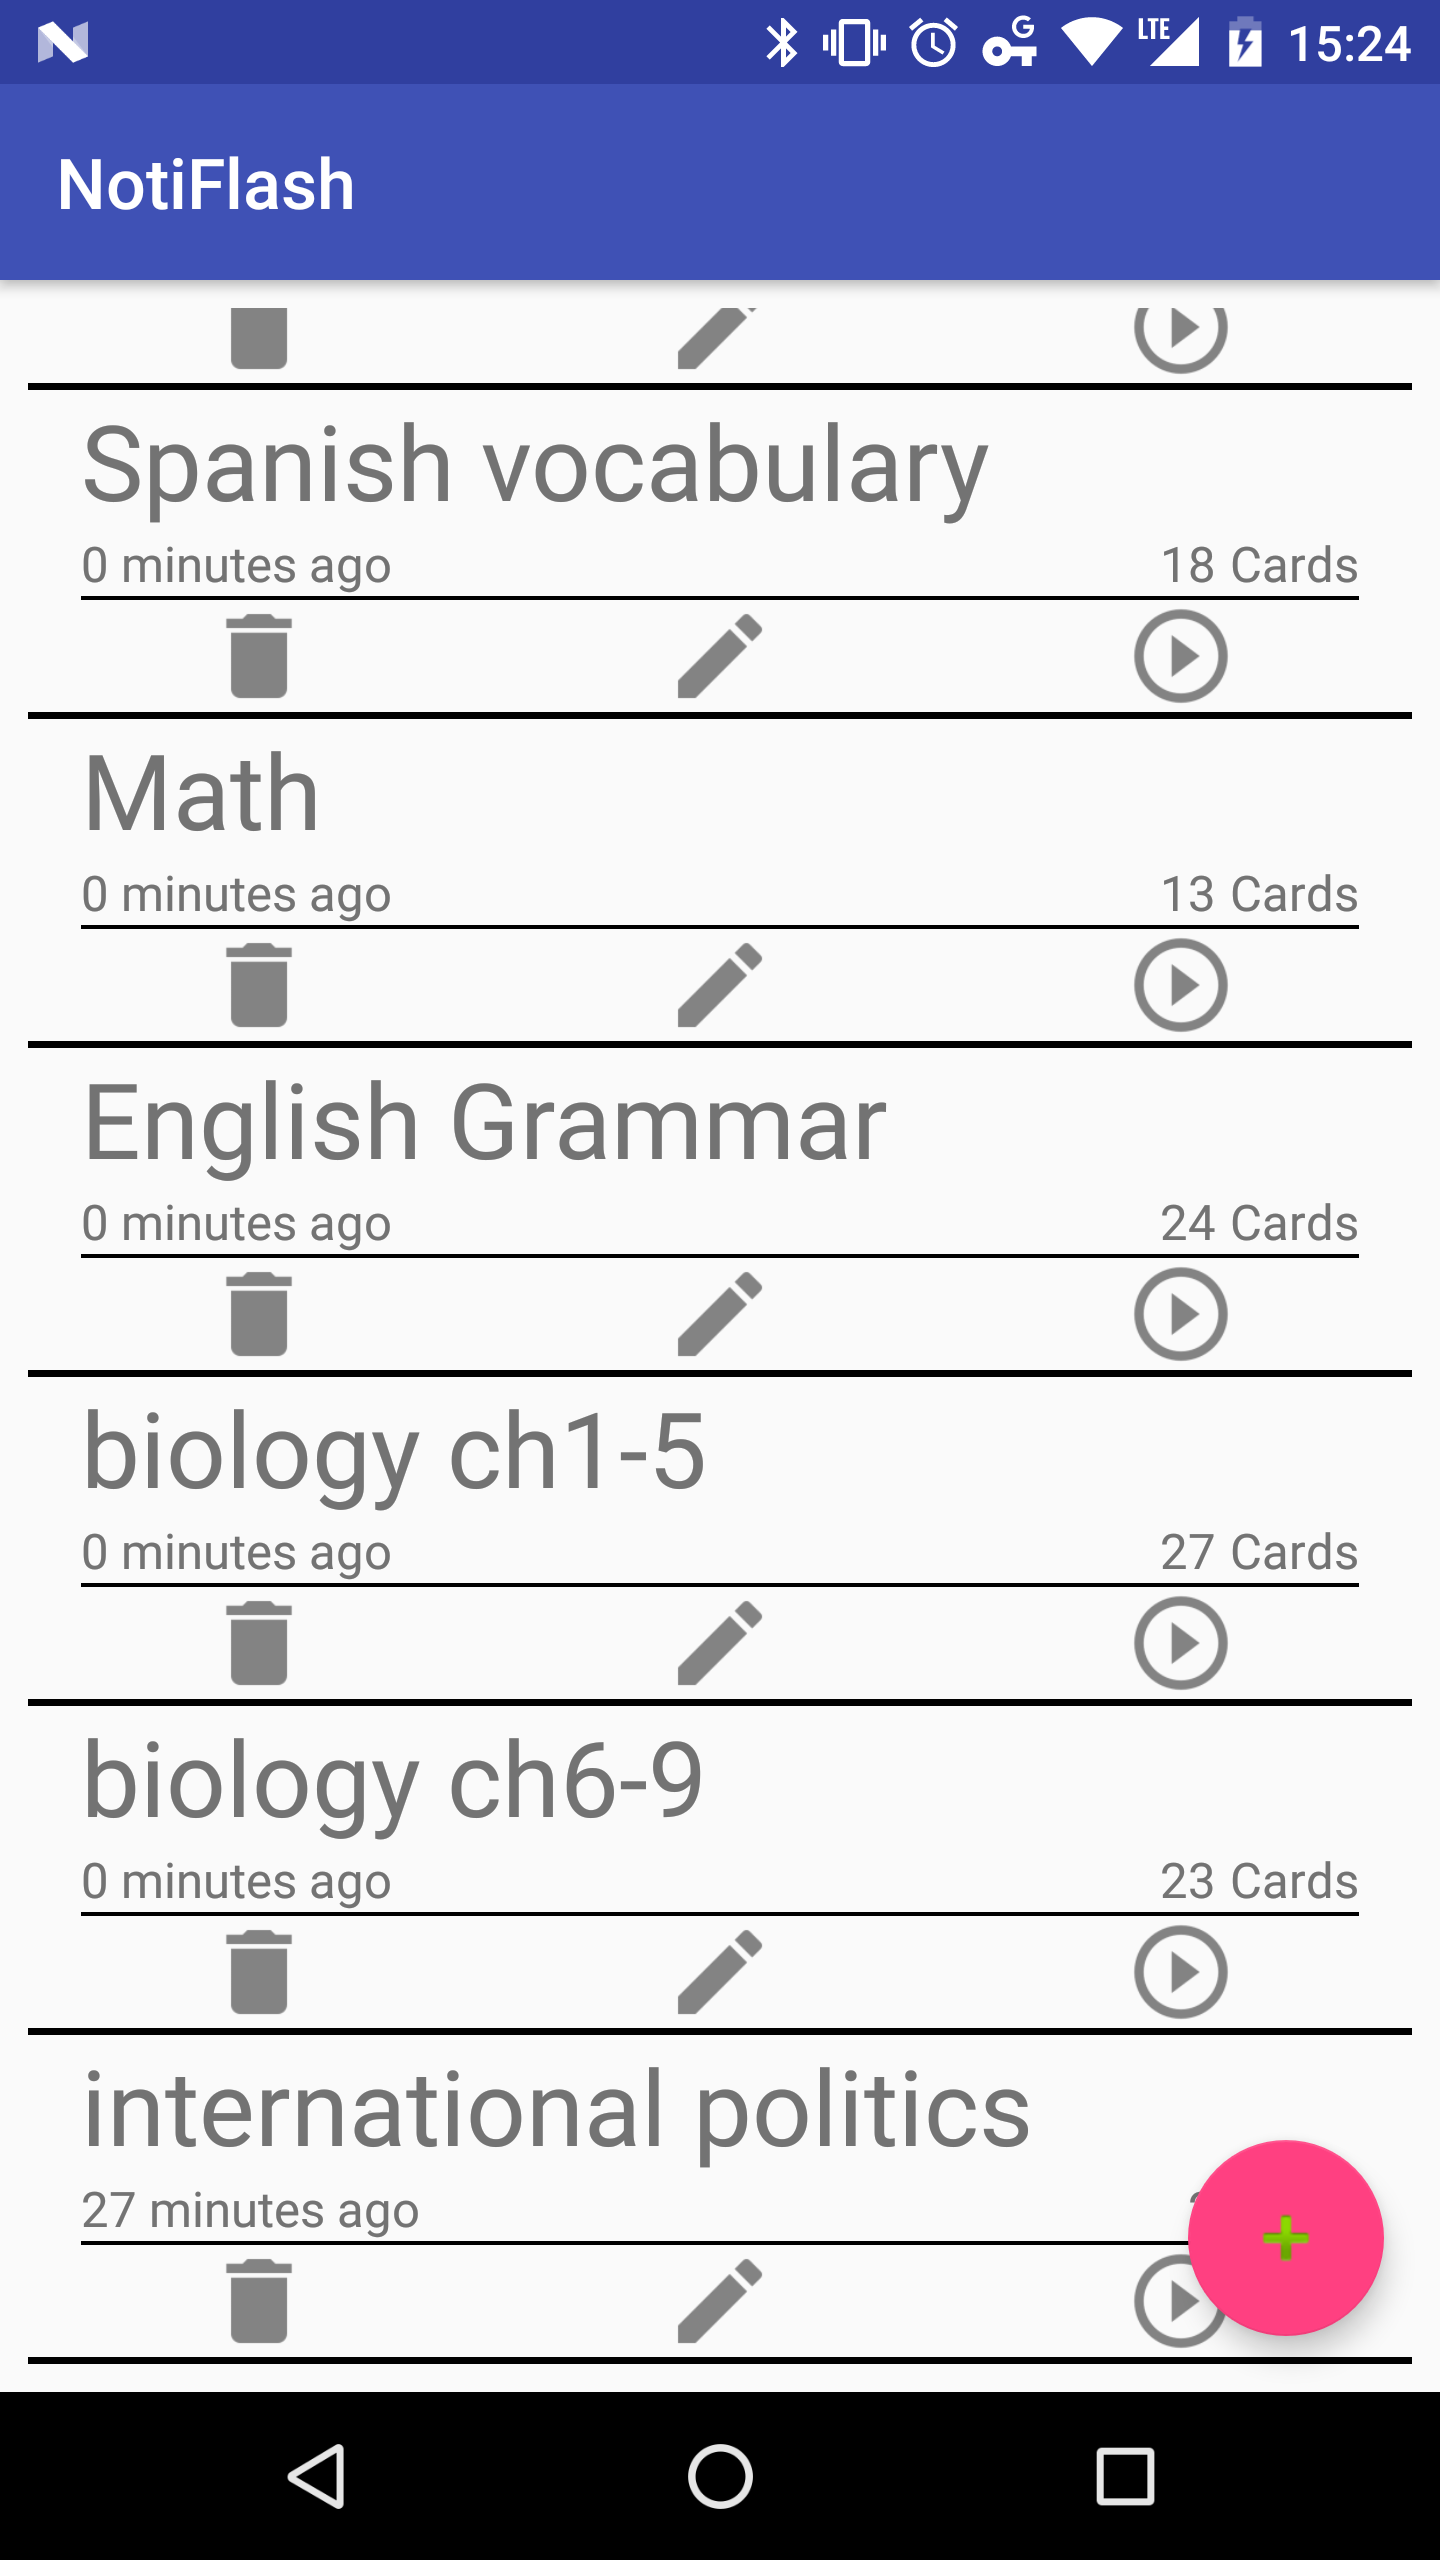 LTE 15:24
NotiFlash
Spanish vocabulary
0 minutes ago 18 Cards
Math
0 minutes ago 13 Cards
English Grammar
0 minutes ago 24 Cards
biology ch1-5
0 minutes ago 27 Cards
biology ch6-9
0 minutes ago 23 Cards
international politics
27 minutes ago